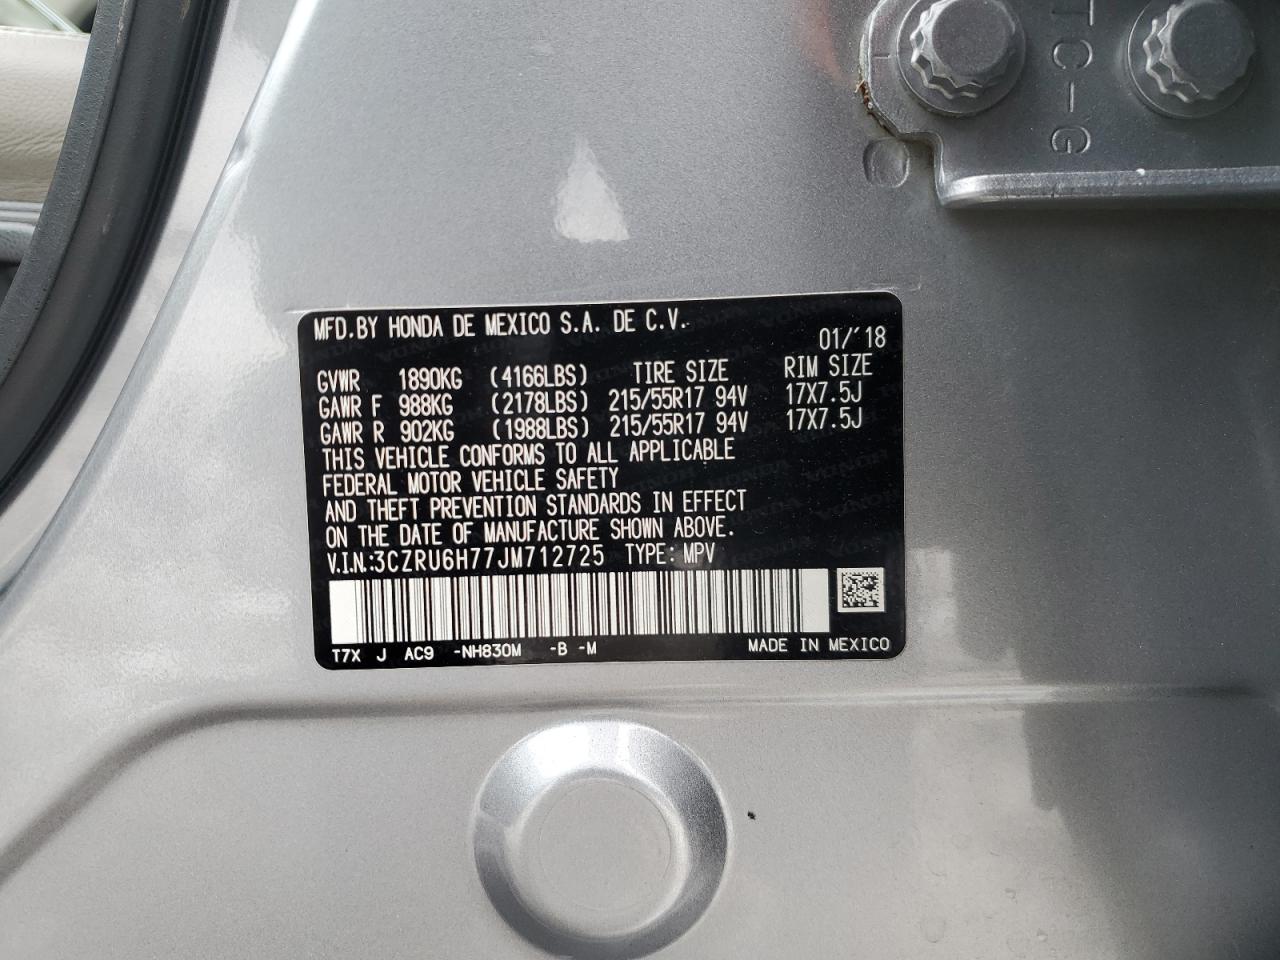 TC-G
MFD.BY HONDA DE MEXICO S.A. DE C.V.
01/'18
GVWR 1890KG (4166LBS) TIRE SIZE RIM SIZE
GAWR F 988KG (2178LBS) 215/55R17 94V 17X7.5J
GAWR R 902KG (1988LBS) 215/55R17 94V 17X7.5J
THIS VEHICLE CONFORMS TO ALL APPLICABLE
FEDERAL MOTOR VEHICLE SAFETY
AND THEFT PREVENTION STANDARDS IN EFFECT
ON THE DATE OF MANUFACTURE SHOWN ABOVE.
V.I.N.:3CZRU6H77JM712725 TYPE: MPV
T7X J AC9 -NH830M -B -M MADE IN MEXICO